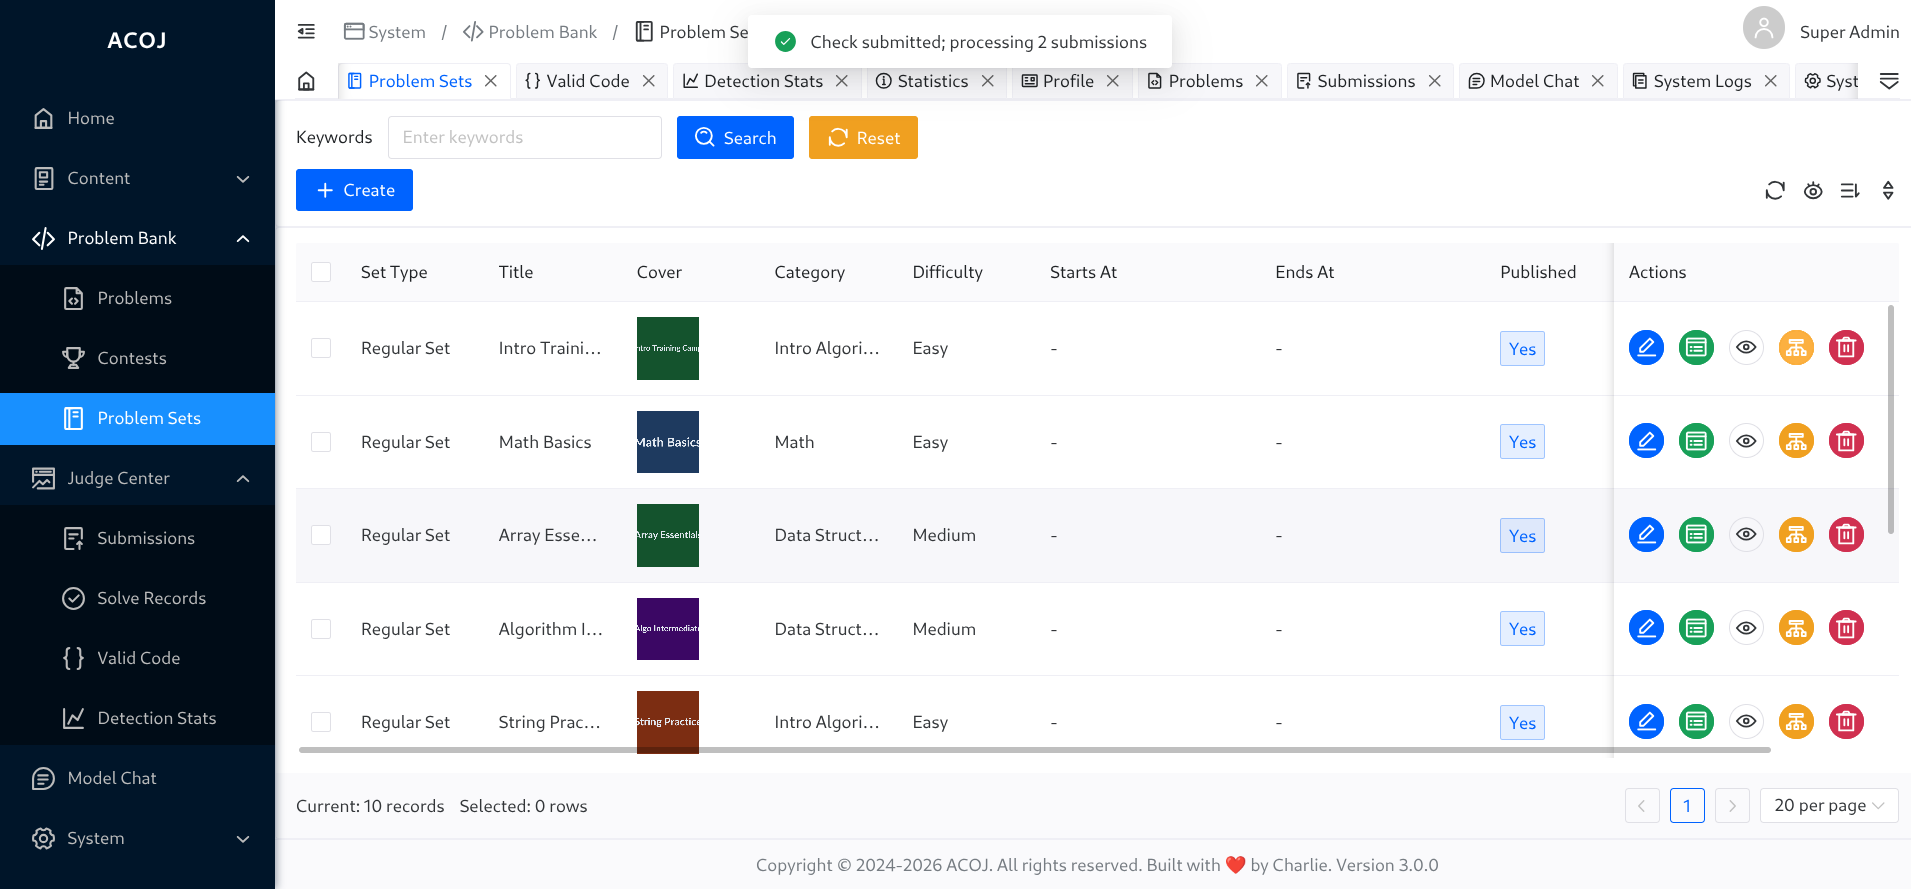 ACOJ
Home
Content
Problem Bank
Problems
Contests
Problem Sets
Judge Center
Submissions
Solve Records
Valid Code
Detection Stats
Model Chat
System
System / Problem Bank / Problem Se
Check submitted; processing 2 submissions
Super Admin
Problem Sets Valid Code Detection Stats Statistics Profile Problems Submissions Model Chat System Logs Syst
Keywords Enter keywords Search Reset
Create
Set Type Title Cover Category Difficulty Starts At Ends At Published Actions
Regular Set Intro Traini... ntro Training Camp Intro Algori... Easy - - Yes
Regular Set Math Basics Math Basics Math Easy - - Yes
Regular Set Array Esse... Array Essentials Data Struct... Medium - - Yes
Regular Set Algorithm I... Algo Intermediate Data Struct... Medium - - Yes
Regular Set String Prac... String Practice Intro Algori... Easy - - Yes
Current: 10 records Selected: 0 rows 1 20 per page
Copyright © 2024-2026 ACOJ. All rights reserved. Built with ❤️ by Charlie. Version 3.0.0